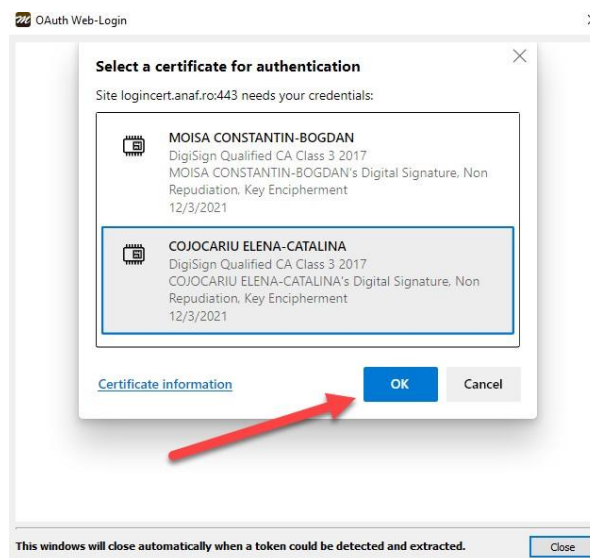 OAuth Web-Login
Select a certificate for authentication
Site logincert.anaf.ro:443 needs your credentials:
MOISA CONSTANTIN-BOGDAN
DigiSign Qualified CA Class 3 2017
MOISA CONSTANTIN-BOGDAN's Digital Signature, Non
Repudiation, Key Encipherment
12/3/2021
COJOCARIU ELENA-CATALINA
DigiSign Qualified CA Class 3 2017
COJOCARIU ELENA-CATALINA's Digital Signature, Non
Repudiation, Key Encipherment
12/3/2021
Certificate information
OK
Cancel
This windows will close automatically when a token could be detected and extracted.
Close